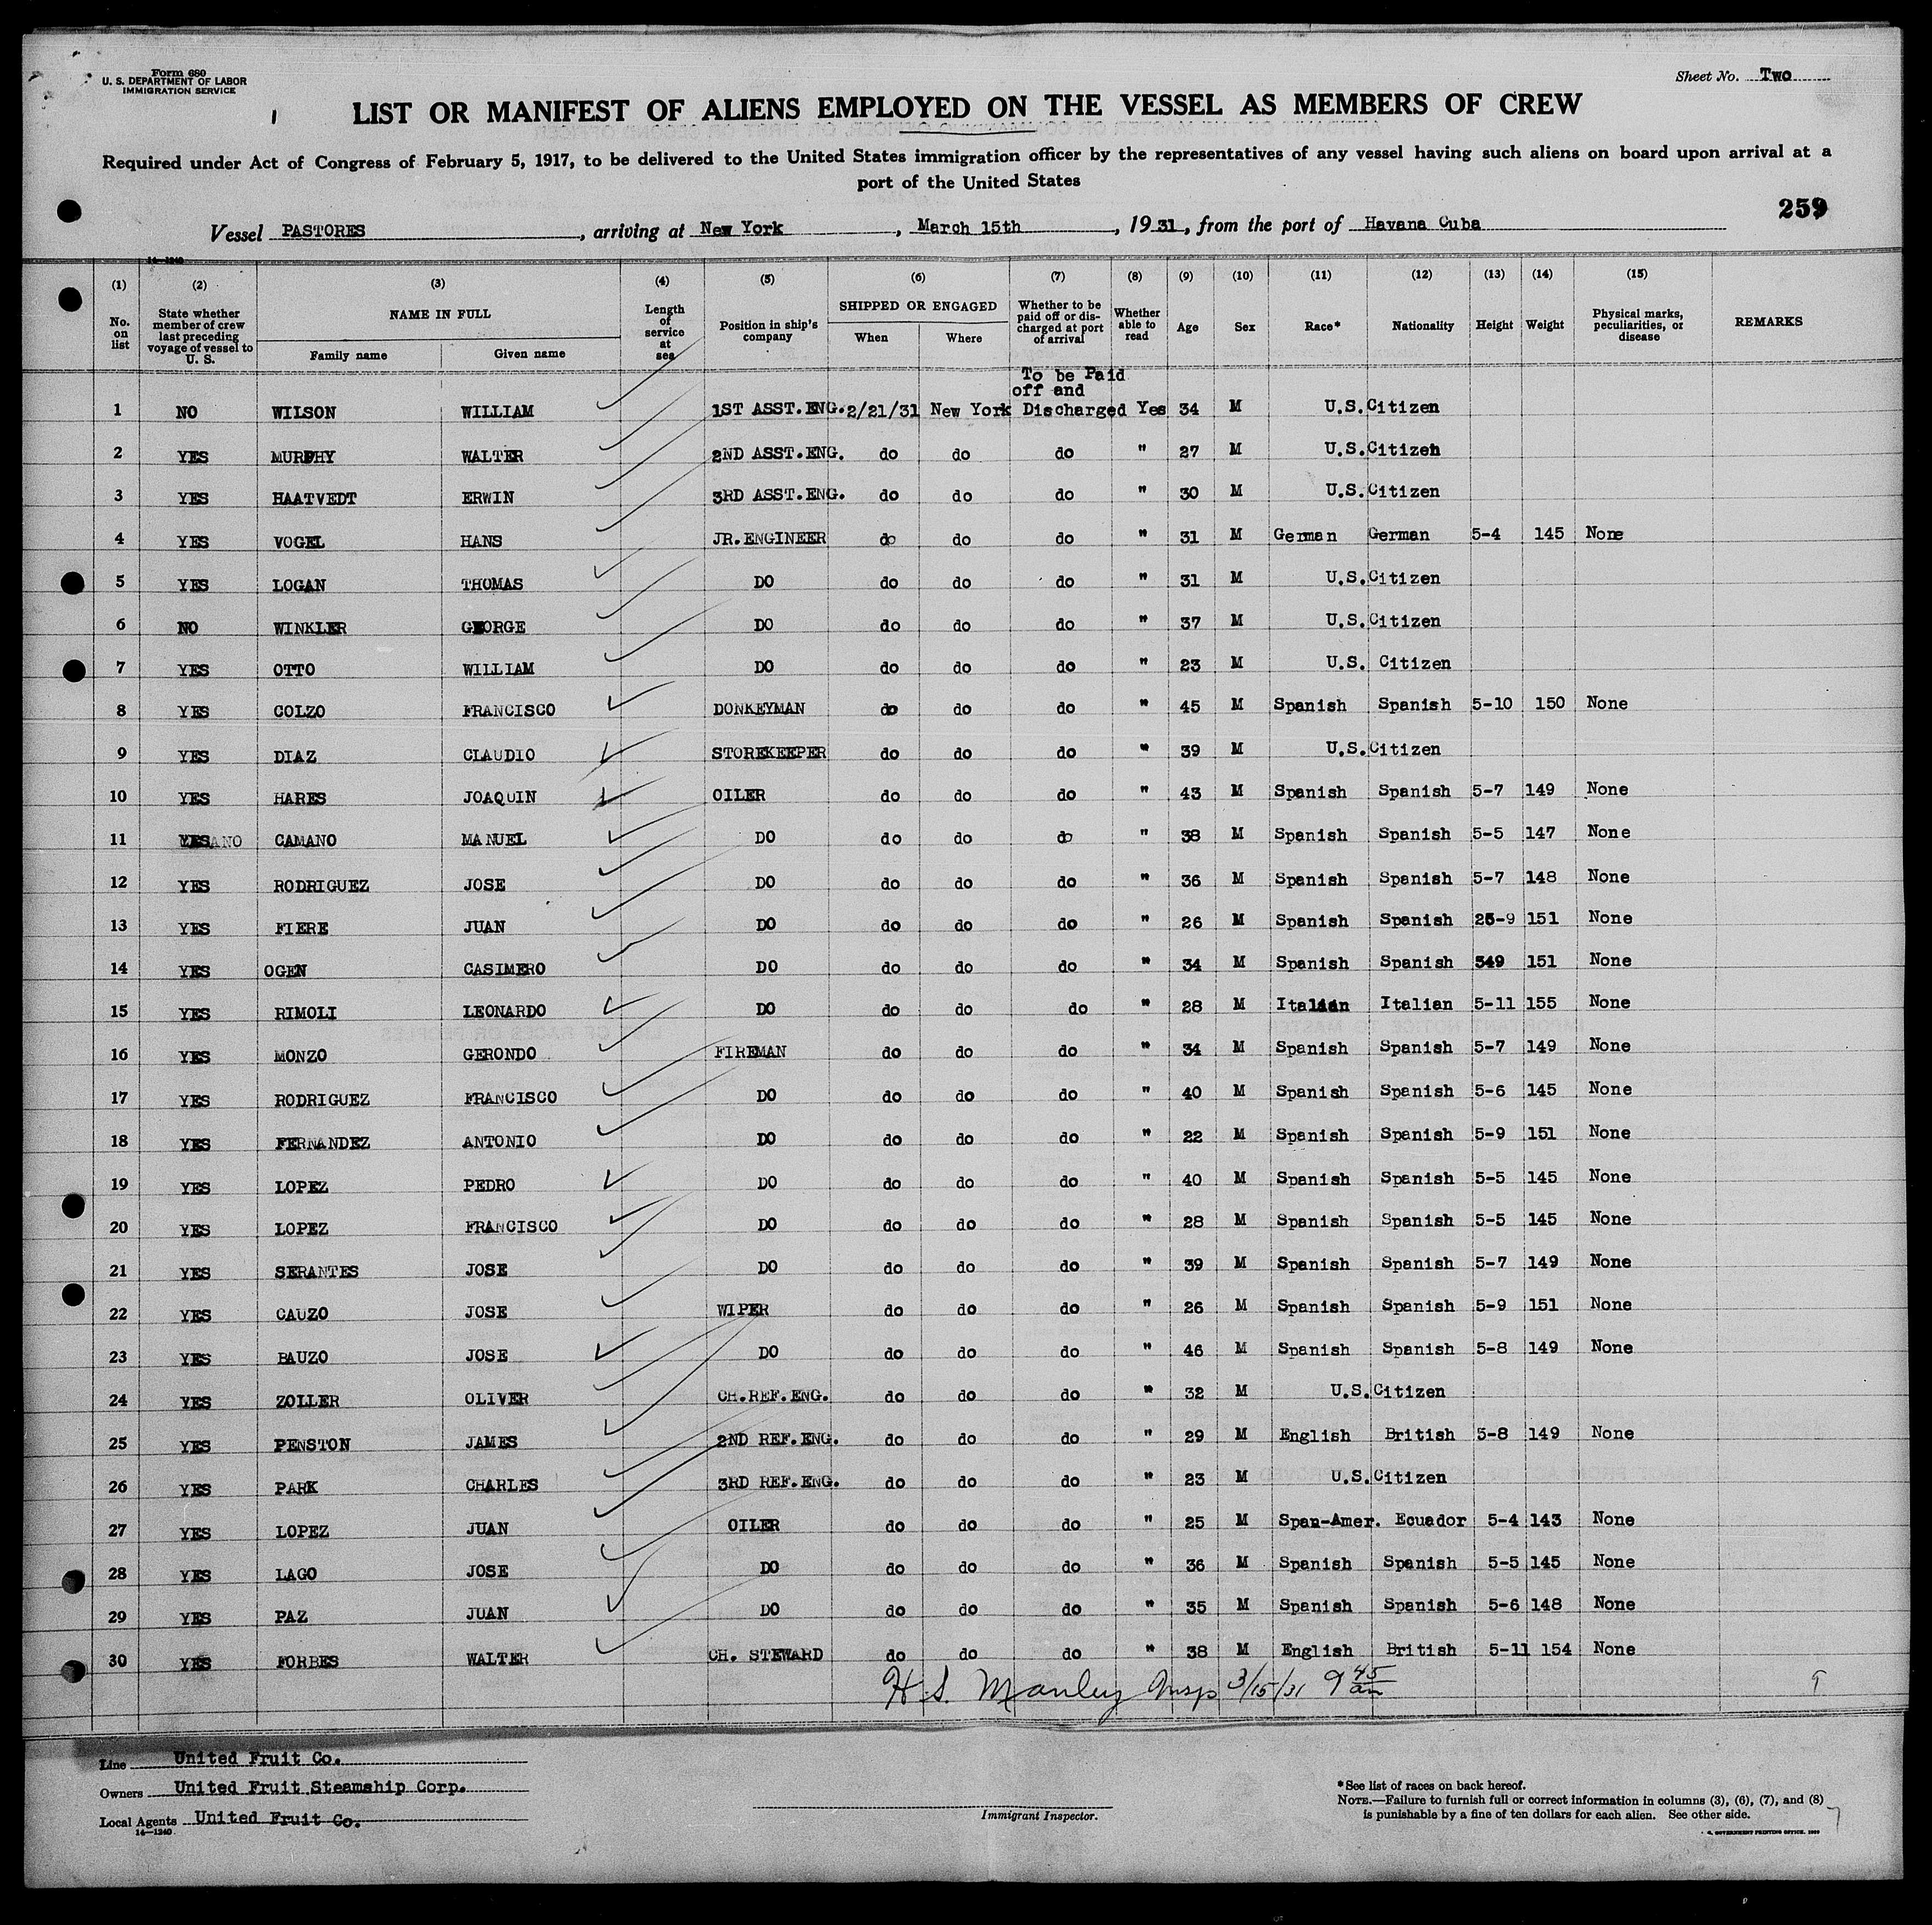 Form 680
U. S. DEPARTMENT OF LABOR
IMMIGRATION SERVICE
Sheet No. Two
LIST OR MANIFEST OF ALIENS EMPLOYED ON THE VESSEL AS MEMBERS OF CREW
Required under Act of Congress of February 5, 1917, to be delivered to the United States immigration officer by the representatives of any vessel having such aliens on board upon arrival at a
port of the United States
259
Vessel PASTORES, arriving at New York, March 15th, 1931, from the port of Havana Cuba
14—1240
(1) (2) (3) (4) (5) (6) (7) (8) (9) (10) (11) (12) (13) (14) (15)
No. on list State whether member of crew last preceding voyage of vessel to U. S. NAME IN FULL Family name Given name Length of service at sea Position in ship's company SHIPPED OR ENGAGED When Where Whether to be paid off or discharged at port of arrival Whether able to read Age Sex Race* Nationality Height Weight Physical marks, peculiarities, or disease REMARKS
To be Paid
off and
1 NO WILSON WILLIAM 1ST ASST.ENG. 2/21/31 New York Discharged Yes 34 M U.S.Citizen
2 YES MURPHY WALTER 2ND ASST.ENG. do do do " 27 M U.S.Citizen
3 YES HAATVEDT ERWIN 3RD ASST.ENG. do do do " 30 M U.S.Citizen
4 YES VOGEL HANS JR.ENGINEER do do do " 31 M German German 5-4 145 None
5 YES LOGAN THOMAS DO do do do " 31 M U.S.Citizen
6 NO WINKLER GEORGE DO do do do " 37 M U.S.Citizen
7 YES OTTO WILLIAM DO do do do " 23 M U.S. Citizen
8 YES COLZO FRANCISCO DONKEYMAN do do do " 45 M Spanish Spanish 5-10 150 None
9 YES DIAZ CLAUDIO STOREKEEPER do do do " 39 M U.S.Citizen
10 YES HARES JOAQUIN OILER do do do " 43 M Spanish Spanish 5-7 149 None
11 YES CAMANO MANUEL DO do do do " 38 M Spanish Spanish 5-5 147 None
12 YES RODRIGUEZ JOSE DO do do do " 36 M Spanish Spanish 5-7 148 None
13 YES FIERE JUAN DO do do do " 26 M Spanish Spanish 25-9 151 None
14 YES OGEN CASIMERO DO do do do " 34 M Spanish Spanish 549 151 None
15 YES RIMOLI LEONARDO DO do do do " 28 M Italian Italian 5-11 155 None
16 YES MONZO GERONDO FIREMAN do do do " 34 M Spanish Spanish 5-7 149 None
17 YES RODRIGUEZ FRANCISCO DO do do do " 40 M Spanish Spanish 5-6 145 None
18 YES FERNANDEZ ANTONIO DO do do do " 22 M Spanish Spanish 5-9 151 None
19 YES LOPEZ PEDRO DO do do do " 40 M Spanish Spanish 5-5 145 None
20 YES LOPEZ FRANCISCO DO do do do " 28 M Spanish Spanish 5-5 145 None
21 YES SERANTES JOSE DO do do do " 39 M Spanish Spanish 5-7 149 None
22 YES CAUZO JOSE WIPER do do do " 26 M Spanish Spanish 5-9 151 None
23 YES BAUZO JOSE DO do do do " 46 M Spanish Spanish 5-8 149 None
24 YES ZOLLER OLIVER CH.REF.ENG. do do do " 32 M U.S.Citizen
25 YES PENSTON JAMES 2ND REF.ENG. do do do " 29 M English British 5-8 149 None
26 YES PARK CHARLES 3RD REF.ENG. do do do " 23 M U.S.Citizen
27 YES LOPEZ JUAN OILER do do do " 25 M Span-Amer. Ecuador 5-4 143 None
28 YES LAGO JOSE DO do do do " 36 M Spanish Spanish 5-5 145 None
29 YES PAZ JUAN DO do do do " 35 M Spanish Spanish 5-6 148 None
30 YES FORBES WALTER CH. STEWARD do do do " 38 M English British 5-11 154 None
H. S. Manley Insp 3/15/31 9 45 am
Line United Fruit Co.
Owners United Fruit Steamship Corp.
Local Agents United Fruit Co.
14—1240
Immigrant Inspector.
*See list of races on back hereof.
NOTE.—Failure to furnish full or correct information in columns (3), (6), (7), and (8)
is punishable by a fine of ten dollars for each alien. See other side.
GOVERNMENT PRINTING OFFICE